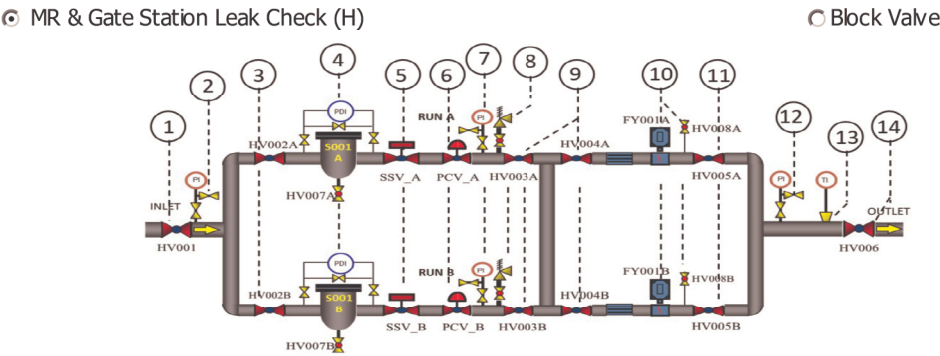 MR & Gate Station Leak Check (H)
Block Valve
1
2
3
4
5
6
7
8
9
10
11
12
13
14
PDI
RUN A
PI
FY001A
HV002A
S001
A
HV004A
HV008A
SSV_A
PCV_A
HV003A
HV005A
HV007A
PI
INLET
HV001
PI
TI
OUTLET
HV006
PDI
RUN B
PI
FY001B
HV002B
S001
B
HV004B
HV008B
SSV_B
PCV_B
HV003B
HV005B
HV007B